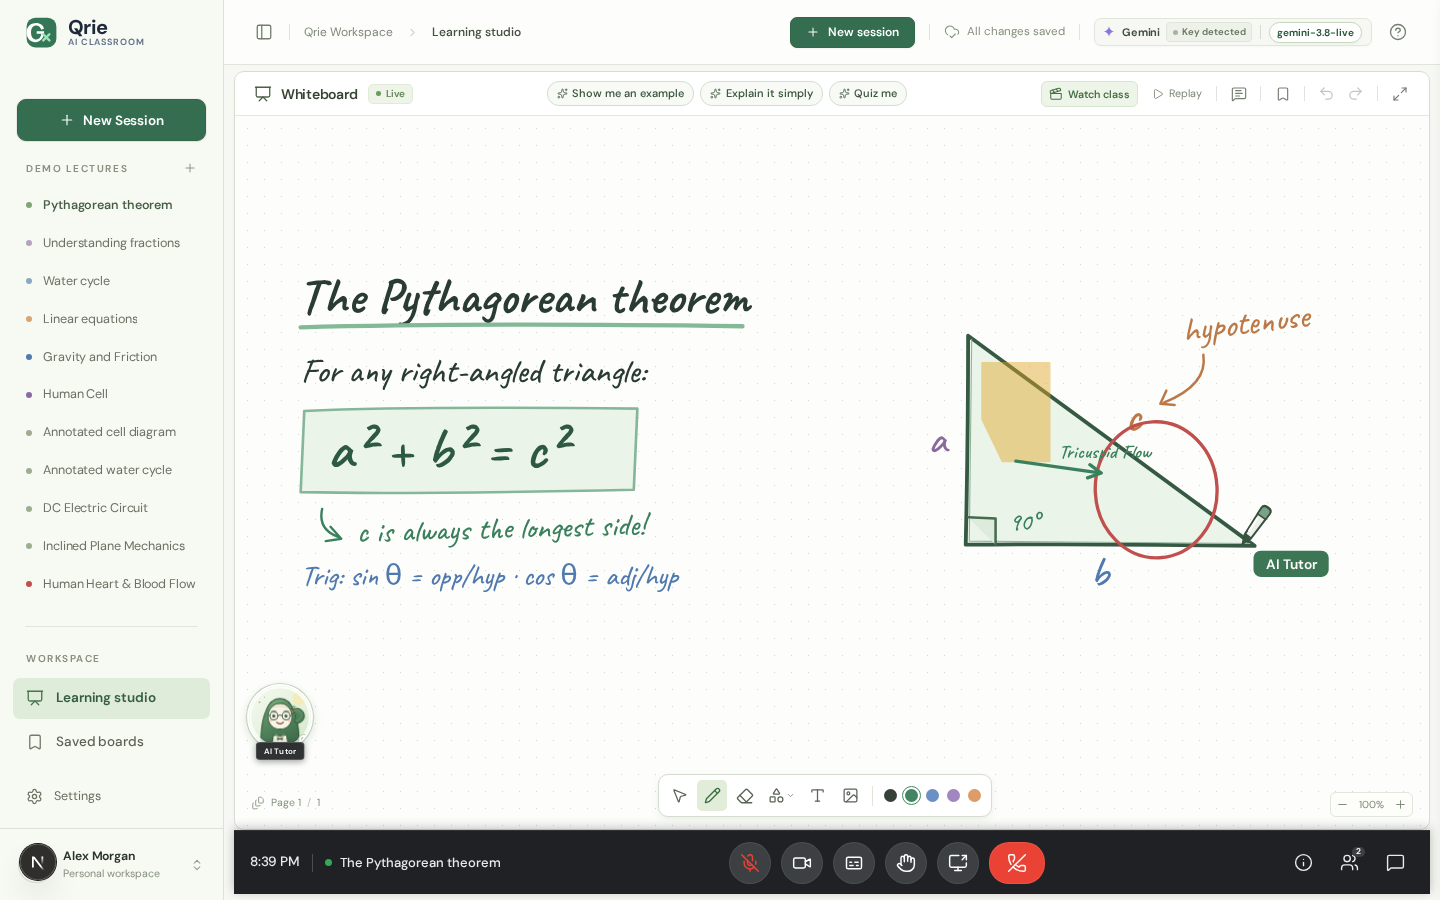 Qrie
AI CLASSROOM
New Session
DEMO LECTURES
Pythagorean theorem
Understanding fractions
Water cycle
Linear equations
Gravity and Friction
Human Cell
Annotated cell diagram
Annotated water cycle
DC Electric Circuit
Inclined Plane Mechanics
Human Heart & Blood Flow
WORKSPACE
Learning studio
Saved boards
Settings
N
Alex Morgan
Personal workspace
Qrie Workspace
Learning studio
New session
All changes saved
Gemini
Key detected
gemini-3.8-live
Whiteboard
Live
Show me an example
Explain it simply
Quiz me
Watch class
Replay
The Pythagorean theorem
For any right-angled triangle:
a² + b² = c²
c is always the longest side!
Trig: sin θ = opp/hyp · cos θ = adj/hyp
hypotenuse
c
a
Tricuspid Flow
90°
b
AI Tutor
AI Tutor
Page 1 / 1
100%
8:39 PM
The Pythagorean theorem
2